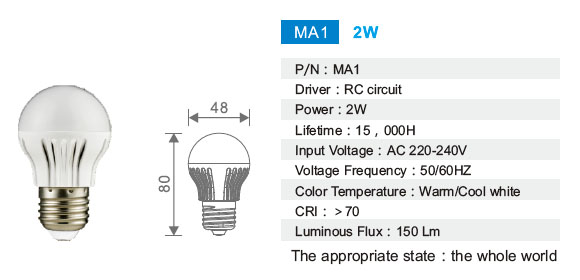 MA1 2W
48
80
P/N : MA1
Driver : RC circuit
Power : 2W
Lifetime : 15 , 000H
Input Voltage : AC 220-240V
Voltage Frequency : 50/60HZ
Color Temperature : Warm/Cool white
CRI : ＞70
Luminous Flux : 150 Lm
The appropriate state : the whole world